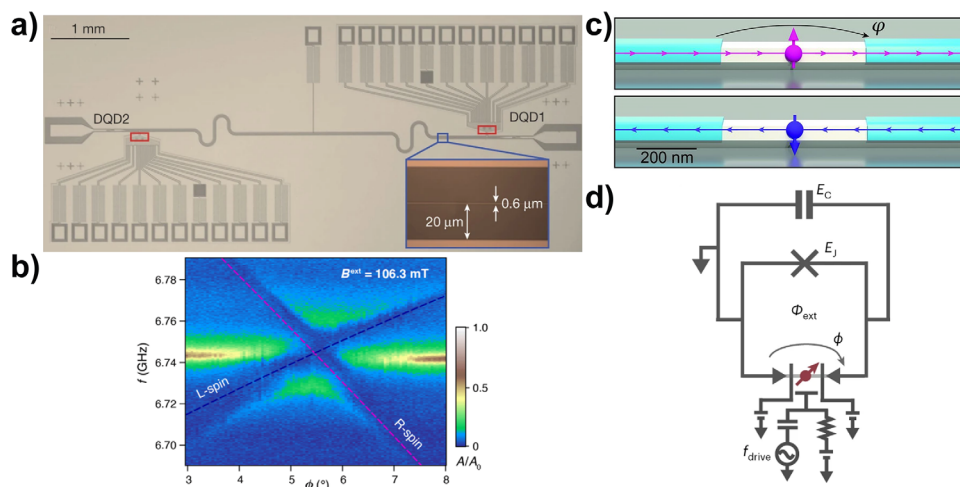 a)
1 mm
DQD2
DQD1
0.6 μm
20 μm
b)
B^ext = 106.3 mT
f (GHz)
6.78
6.76
6.74
6.72
6.70
L-spin
R-spin
3
4
5
6
7
8
ϕ (°)
1.0
0.5
0
A/A₀
c)
φ
200 nm
d)
E_C
E_J
Φ_ext
ϕ
f_drive